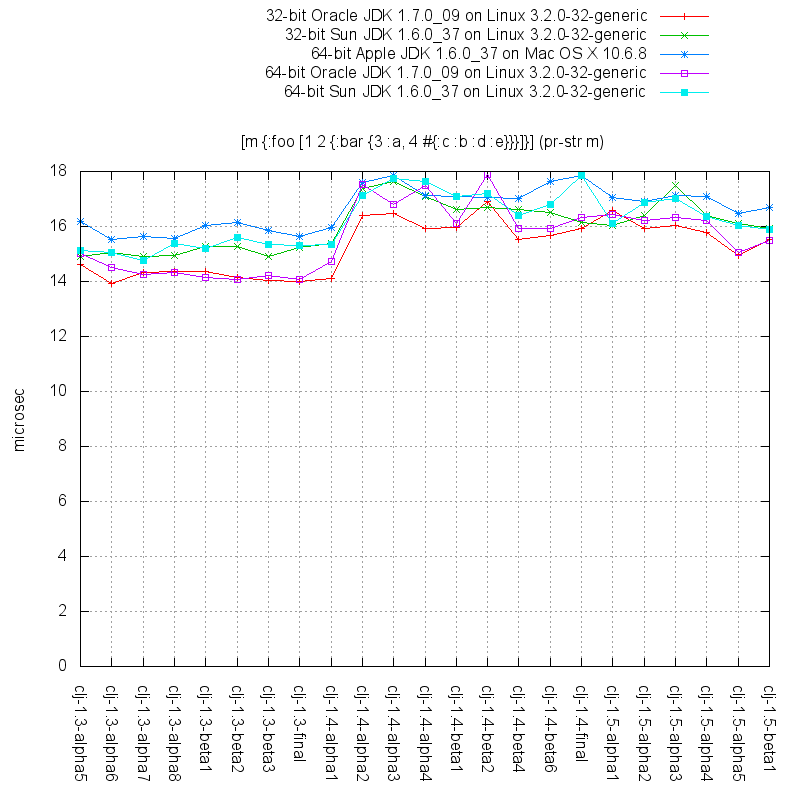 32-bit Oracle JDK 1.7.0_09 on Linux 3.2.0-32-generic
32-bit Sun JDK 1.6.0_37 on Linux 3.2.0-32-generic
64-bit Apple JDK 1.6.0_37 on Mac OS X 10.6.8
64-bit Oracle JDK 1.7.0_09 on Linux 3.2.0-32-generic
64-bit Sun JDK 1.6.0_37 on Linux 3.2.0-32-generic
[m {:foo [1 2 {:bar {3 :a, 4 #{:c :b :d :e}}}]}] (pr-str m)
18
16
14
12
10
8
6
4
2
0
microsec
clj-1.3-alpha5
clj-1.3-alpha6
clj-1.3-alpha7
clj-1.3-alpha8
clj-1.3-beta1
clj-1.3-beta2
clj-1.3-beta3
clj-1.3-final
clj-1.4-alpha1
clj-1.4-alpha2
clj-1.4-alpha3
clj-1.4-alpha4
clj-1.4-beta1
clj-1.4-beta2
clj-1.4-beta4
clj-1.4-beta6
clj-1.4-final
clj-1.5-alpha1
clj-1.5-alpha2
clj-1.5-alpha3
clj-1.5-alpha4
clj-1.5-alpha5
clj-1.5-beta1